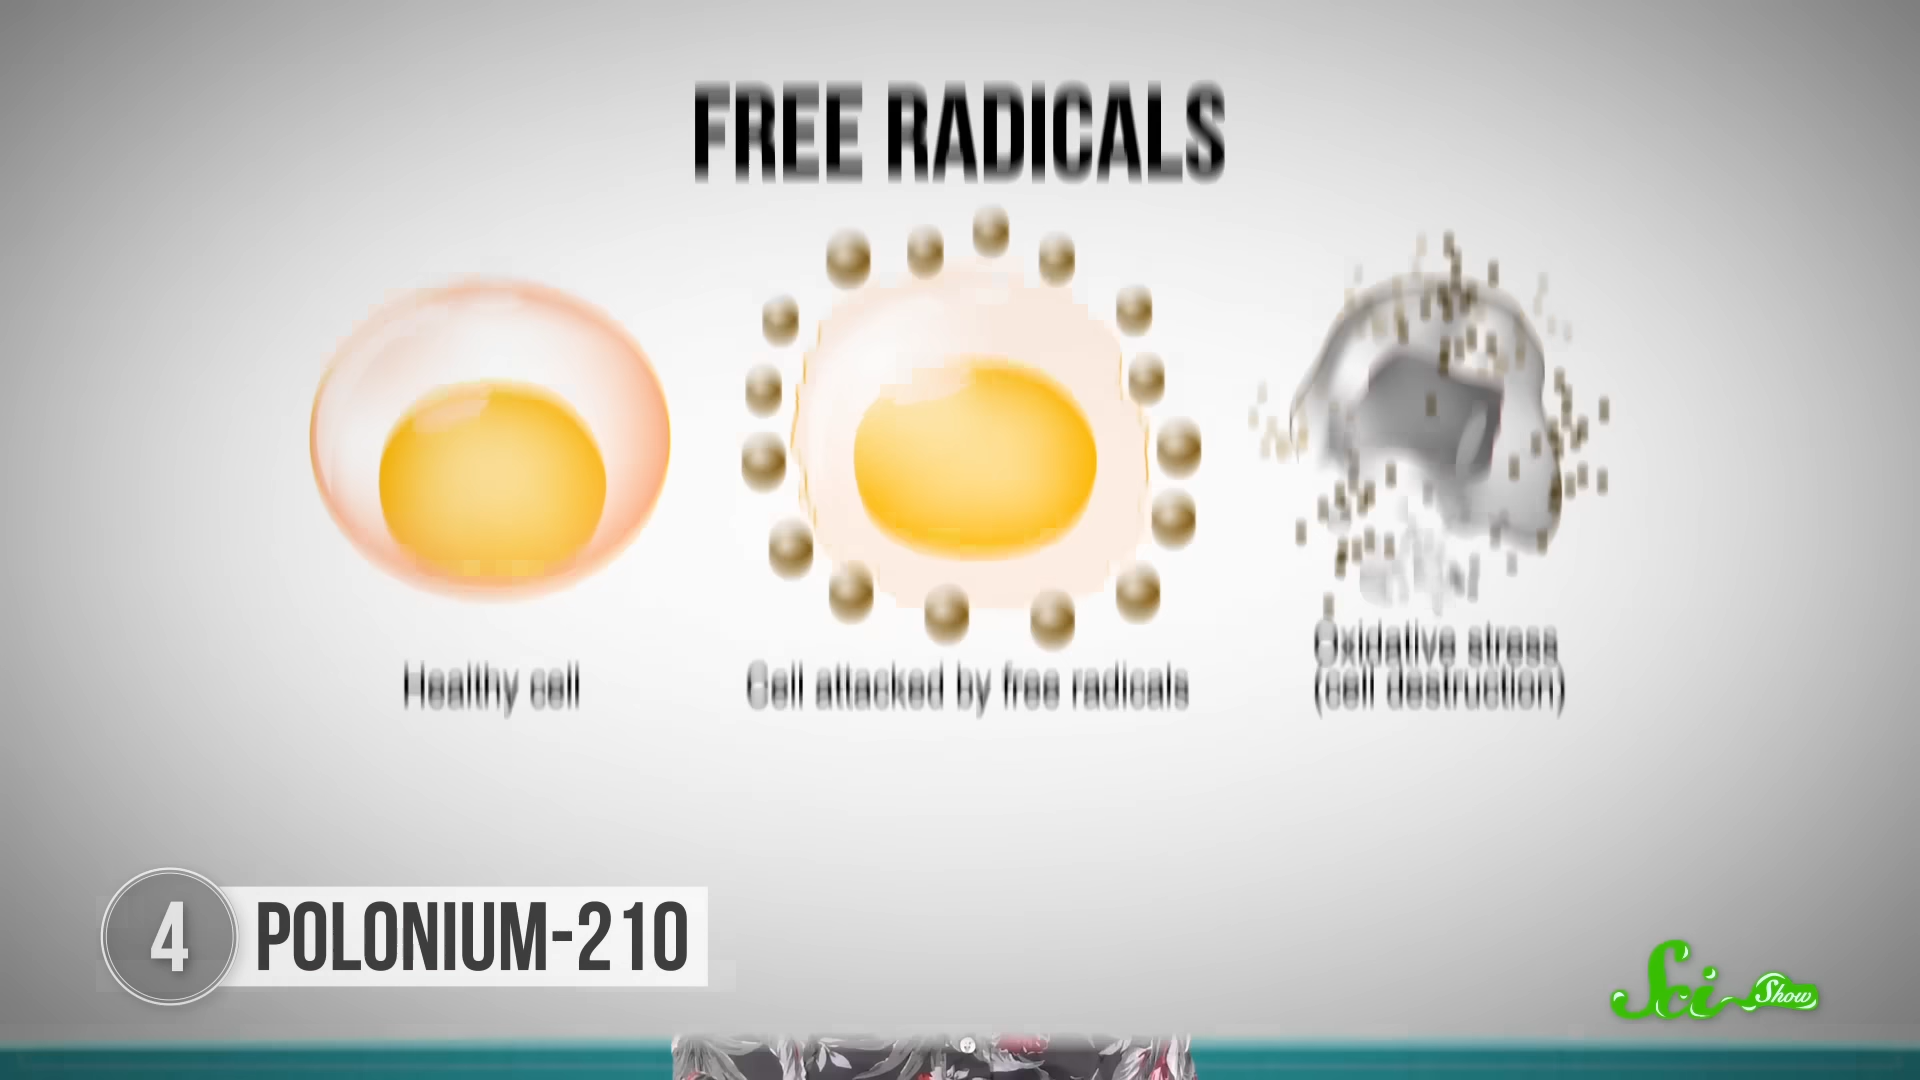 FREE RADICALS
Healthy cell
Cell attacked by free radicals
Oxidative stress
(cell destruction)
4 POLONIUM-210
Sci Show